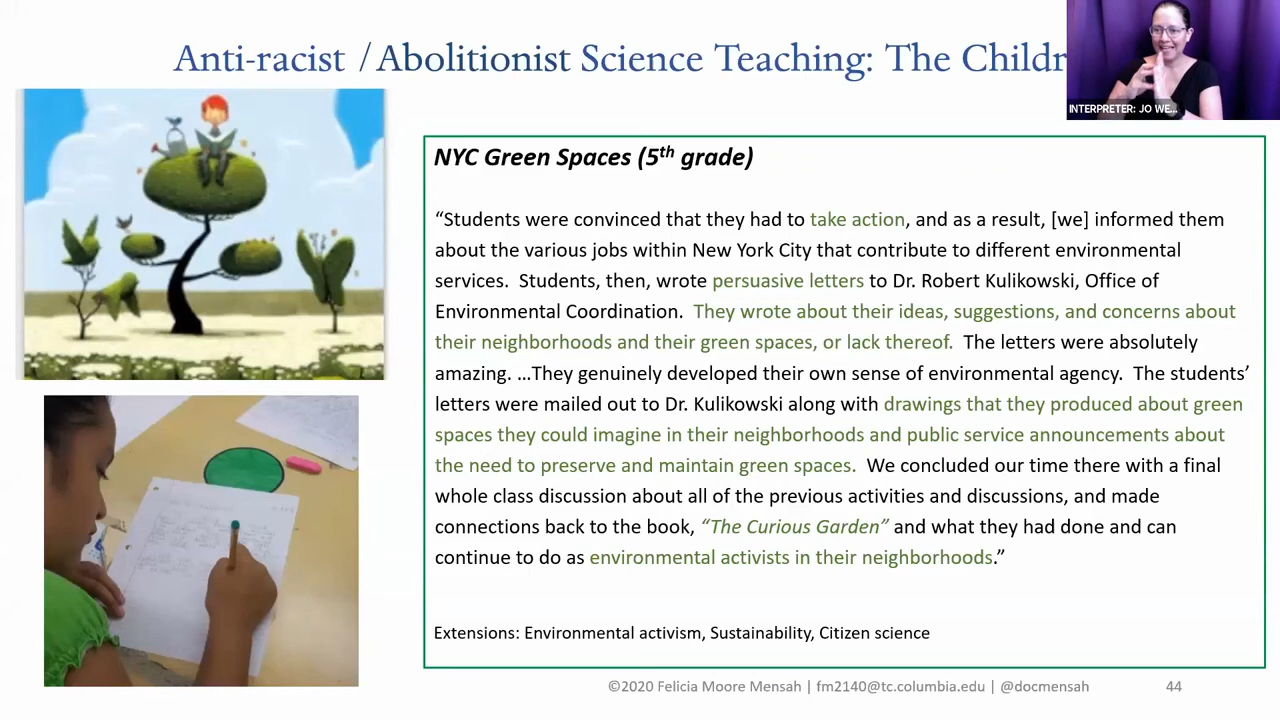 Anti-racist / Abolitionist Science Teaching: The Childr
INTERPRETER: JO WE...
NYC Green Spaces (5th grade)
“Students were convinced that they had to take action, and as a result, [we] informed them
about the various jobs within New York City that contribute to different environmental
services. Students, then, wrote persuasive letters to Dr. Robert Kulikowski, Office of
Environmental Coordination. They wrote about their ideas, suggestions, and concerns about
their neighborhoods and their green spaces, or lack thereof. The letters were absolutely
amazing. ...They genuinely developed their own sense of environmental agency. The students’
letters were mailed out to Dr. Kulikowski along with drawings that they produced about green
spaces they could imagine in their neighborhoods and public service announcements about
the need to preserve and maintain green spaces. We concluded our time there with a final
whole class discussion about all of the previous activities and discussions, and made
connections back to the book, “The Curious Garden” and what they had done and can
continue to do as environmental activists in their neighborhoods.”
Extensions: Environmental activism, Sustainability, Citizen science
©2020 Felicia Moore Mensah | fm2140@tc.columbia.edu | @docmensah
44